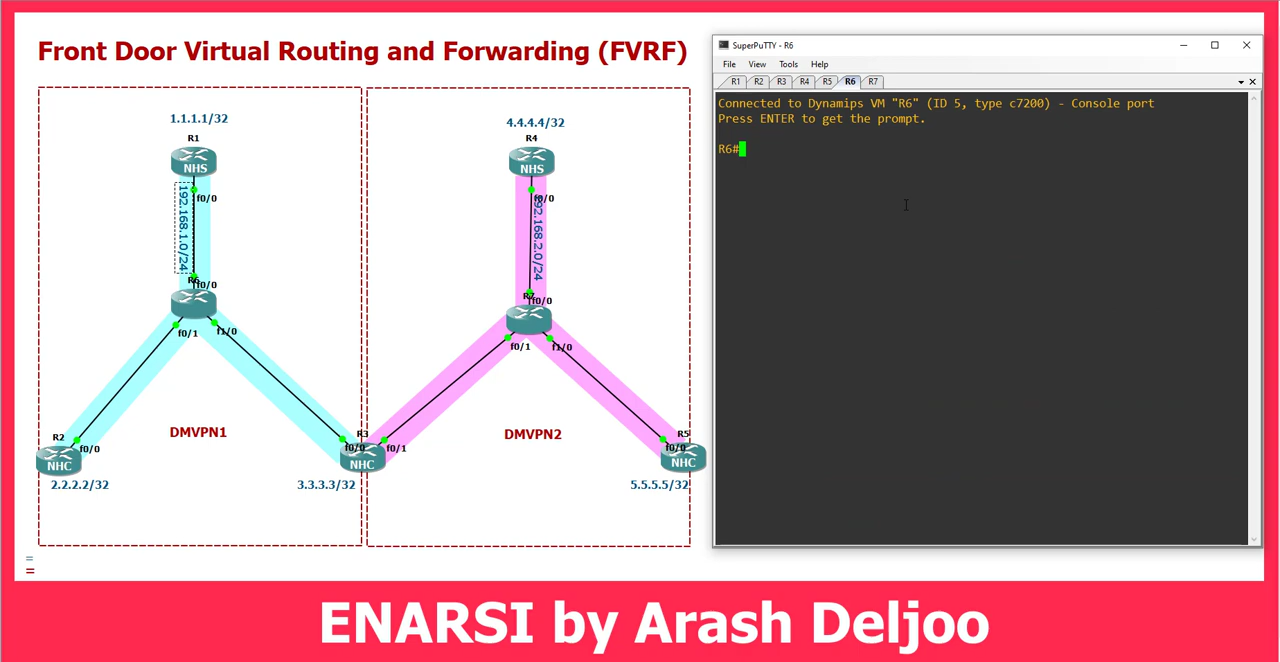 Front Door Virtual Routing and Forwarding (FVRF)
1.1.1.1/32
R1
NHS
f0/0
192.168.1.0/24
f0/0
f0/1
f1/0
DMVPN1
R2
f0/0
NHC
2.2.2.2/32
R3
f0/0
f0/1
NHC
3.3.3.3/32
4.4.4.4/32
R4
NHS
f0/0
192.168.2.0/24
f0/0
f0/1
f1/0
DMVPN2
R5
f0/0
NHC
5.5.5.5/32
=
=
SuperPuTTY - R6
File View Tools Help
R1 R2 R3 R4 R5 R6 R7
Connected to Dynamips VM "R6" (ID 5, type c7200) - Console port
Press ENTER to get the prompt.
R6#
ENARSI by Arash Deljoo